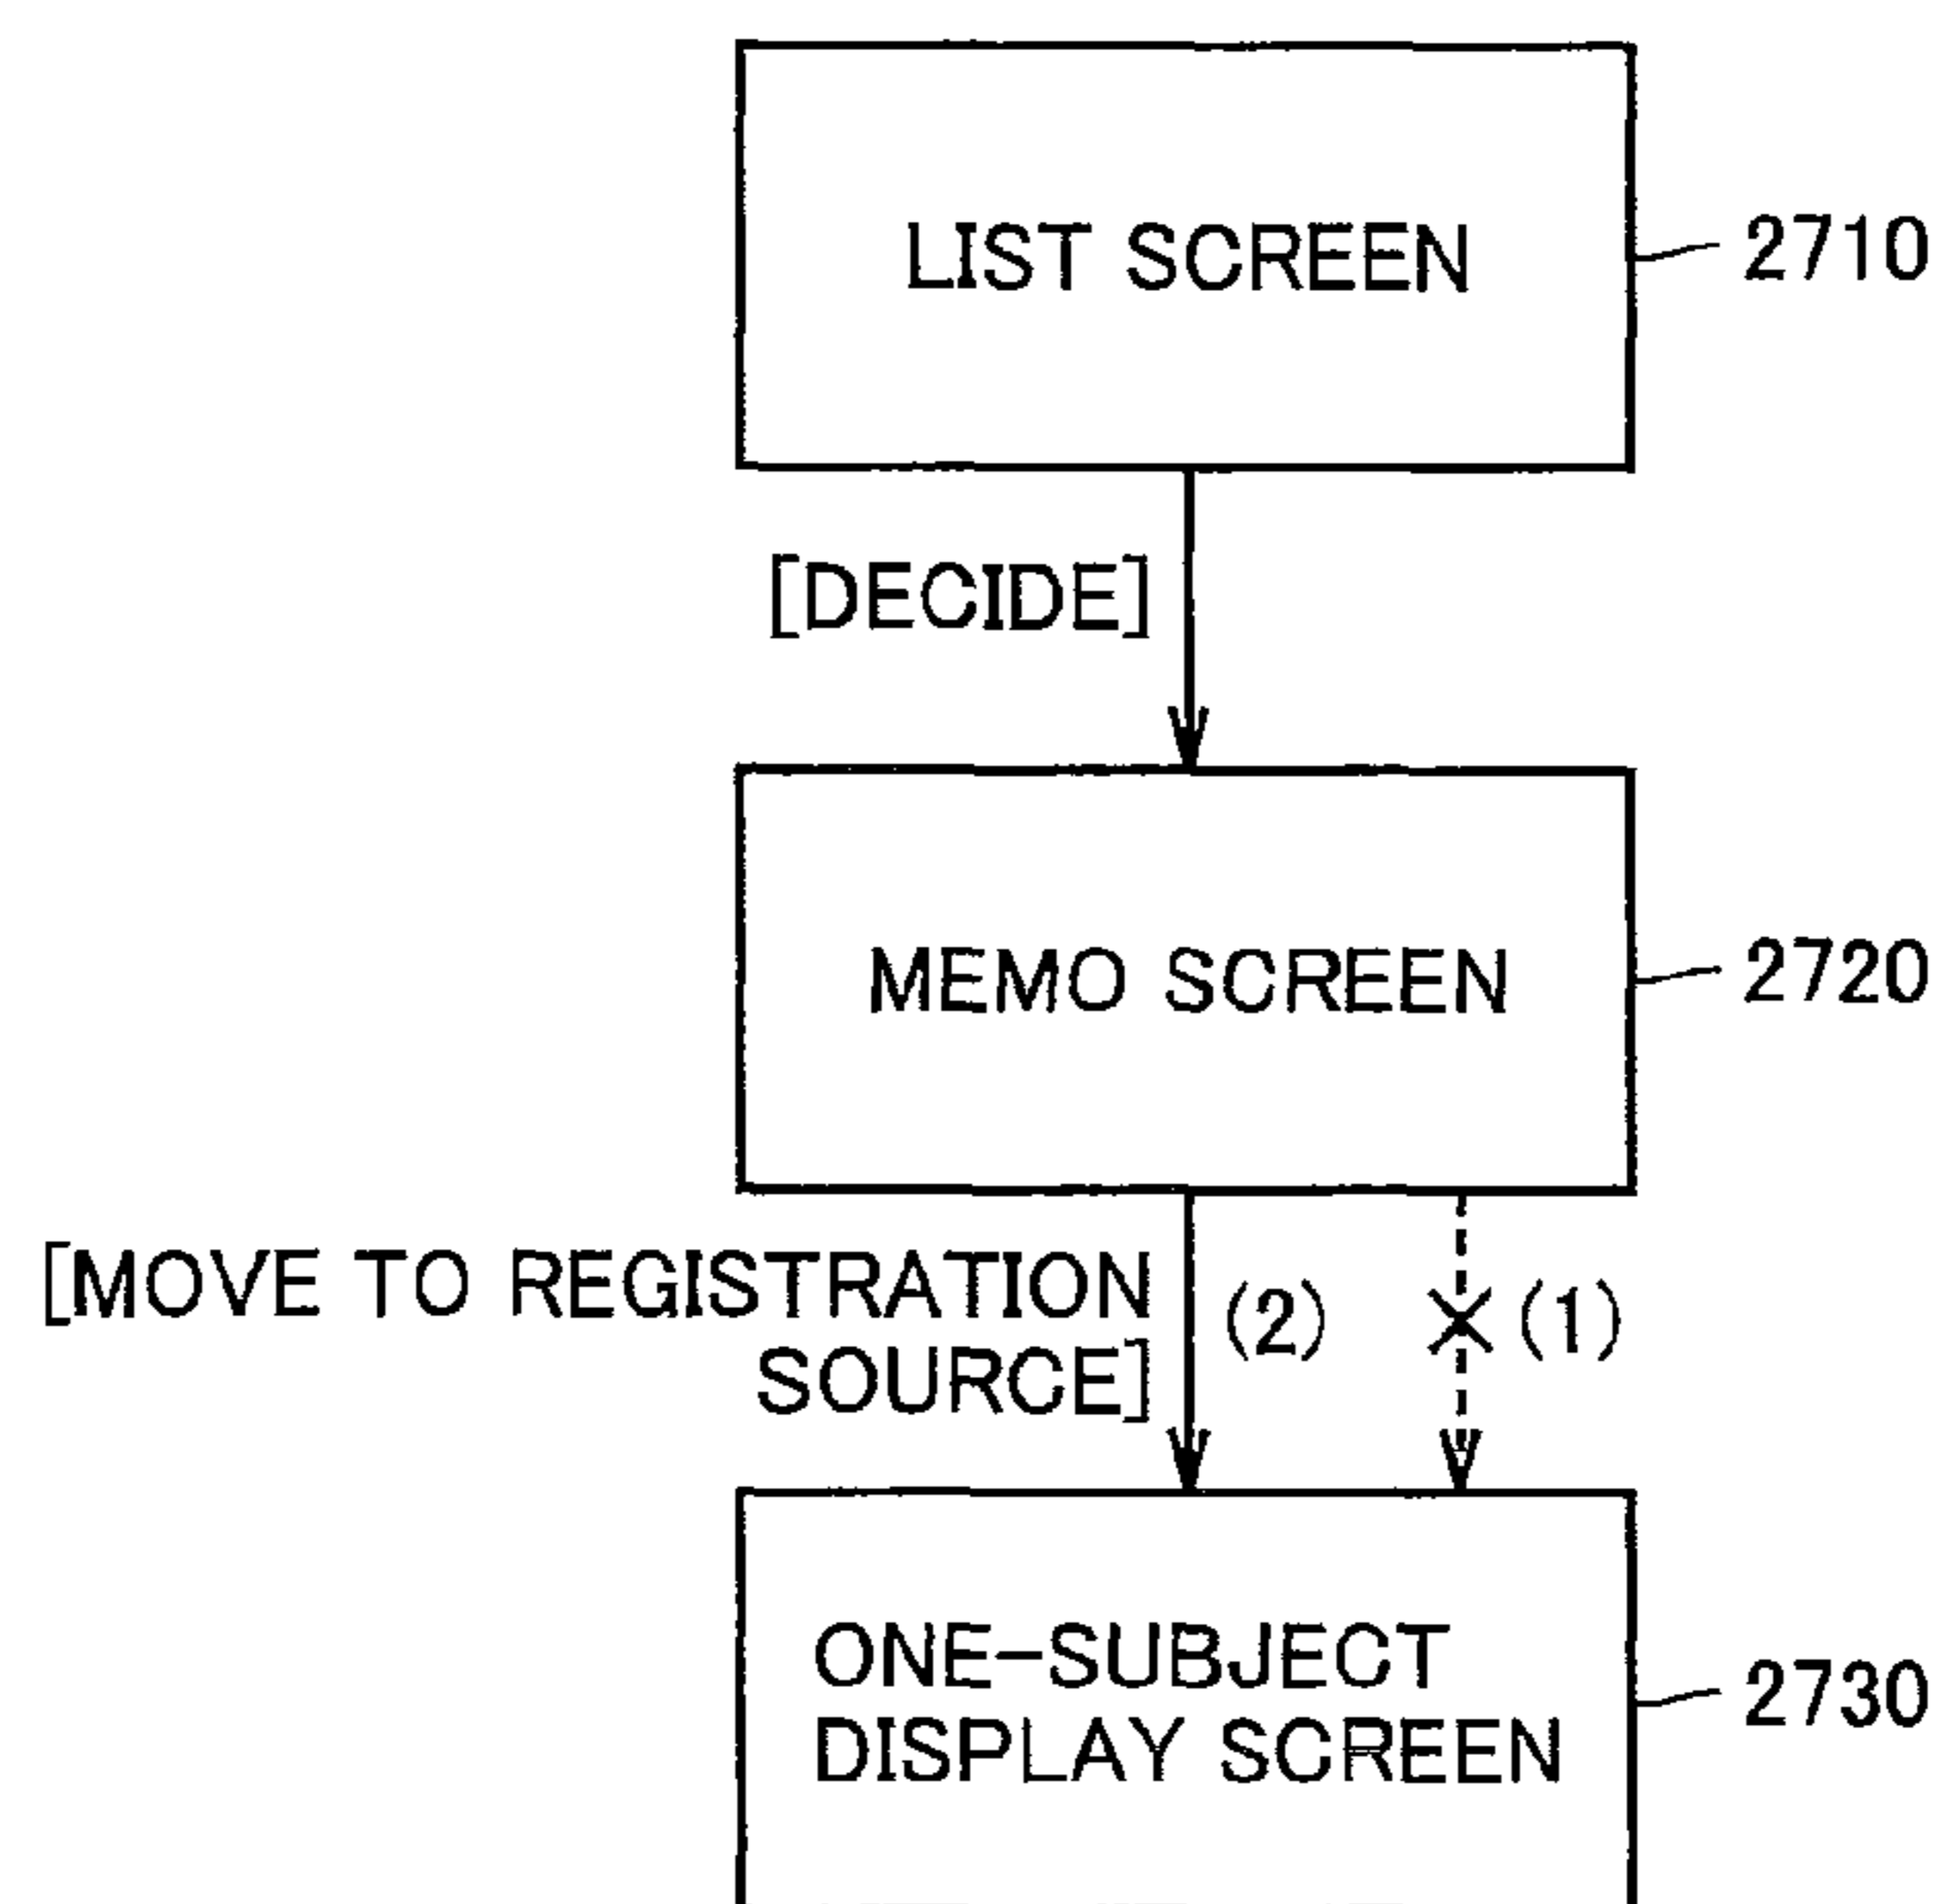 LIST SCREEN
2710
[DECIDE]
MEMO SCREEN
2720
[MOVE TO REGISTRATION
SOURCE]
(2)
(1)
ONE-SUBJECT
DISPLAY SCREEN
2730